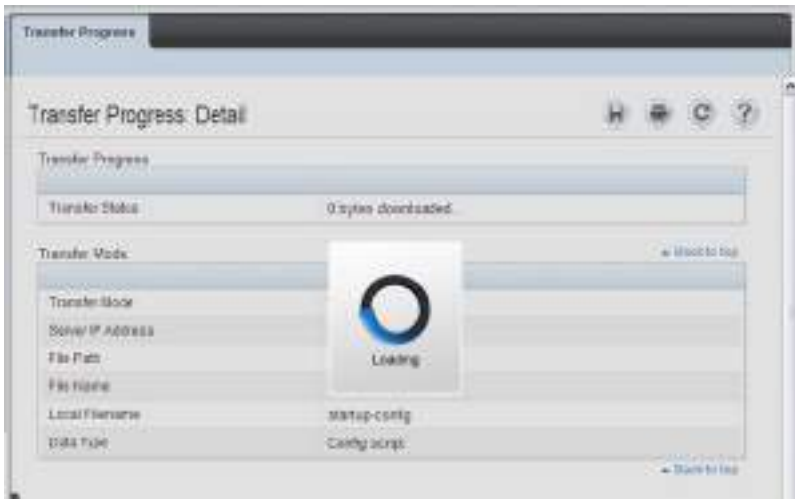 Transfer Progress
Transfer Progress: Detail
?
Transfer Progress
Transfer Status 0 bytes downloaded...
Transfer Mode Back to top
Transfer Mode
Server IP Address
File Path
File Name
Loading
Local Filename startup-config
Data Type Config script
Back to top